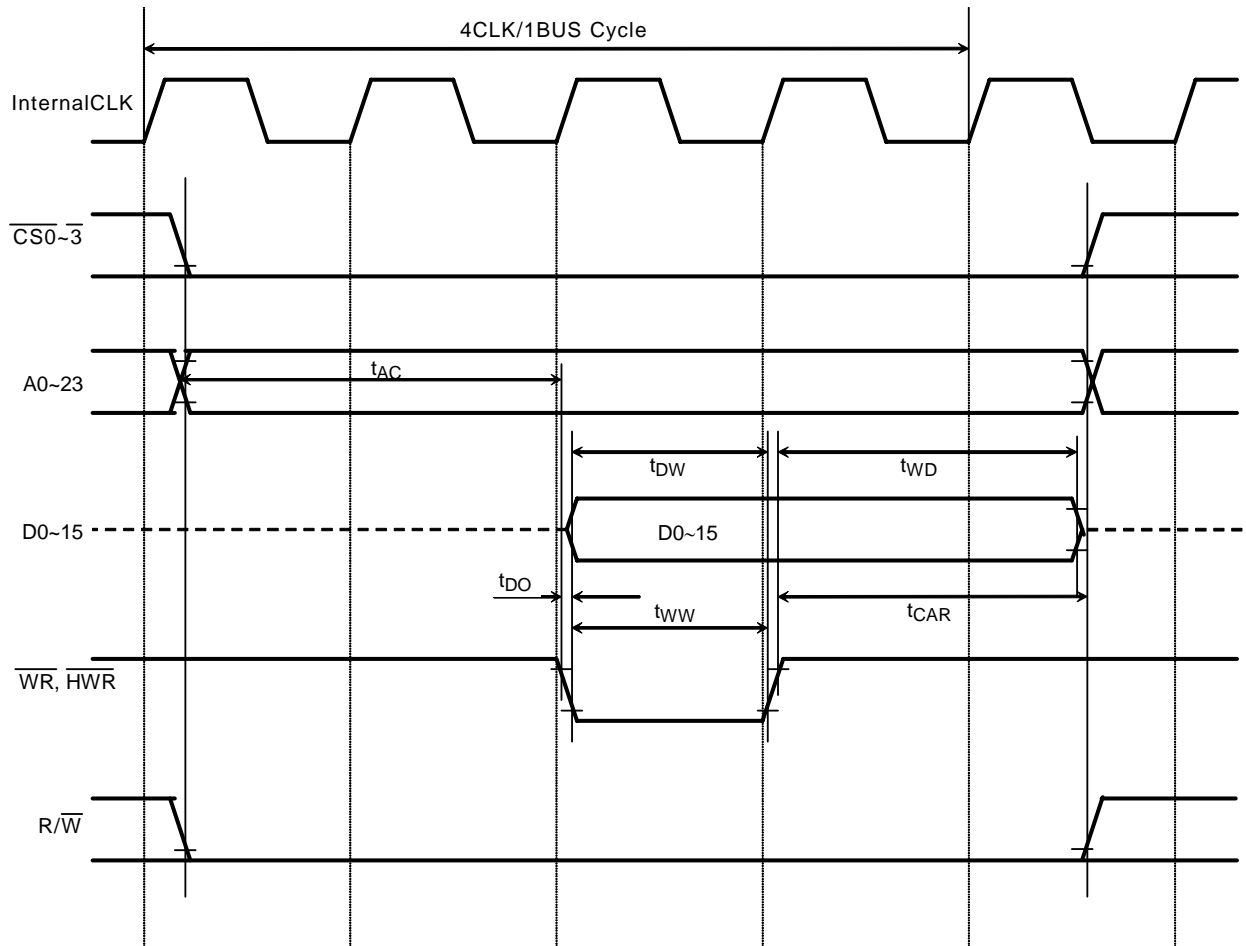 4CLK/1BUS Cycle
InternalCLK
CS0~3
A0~23
tAC
tDW
tWD
D0~15
D0~15
tDO
tWW
tCAR
WR, HWR
R/W